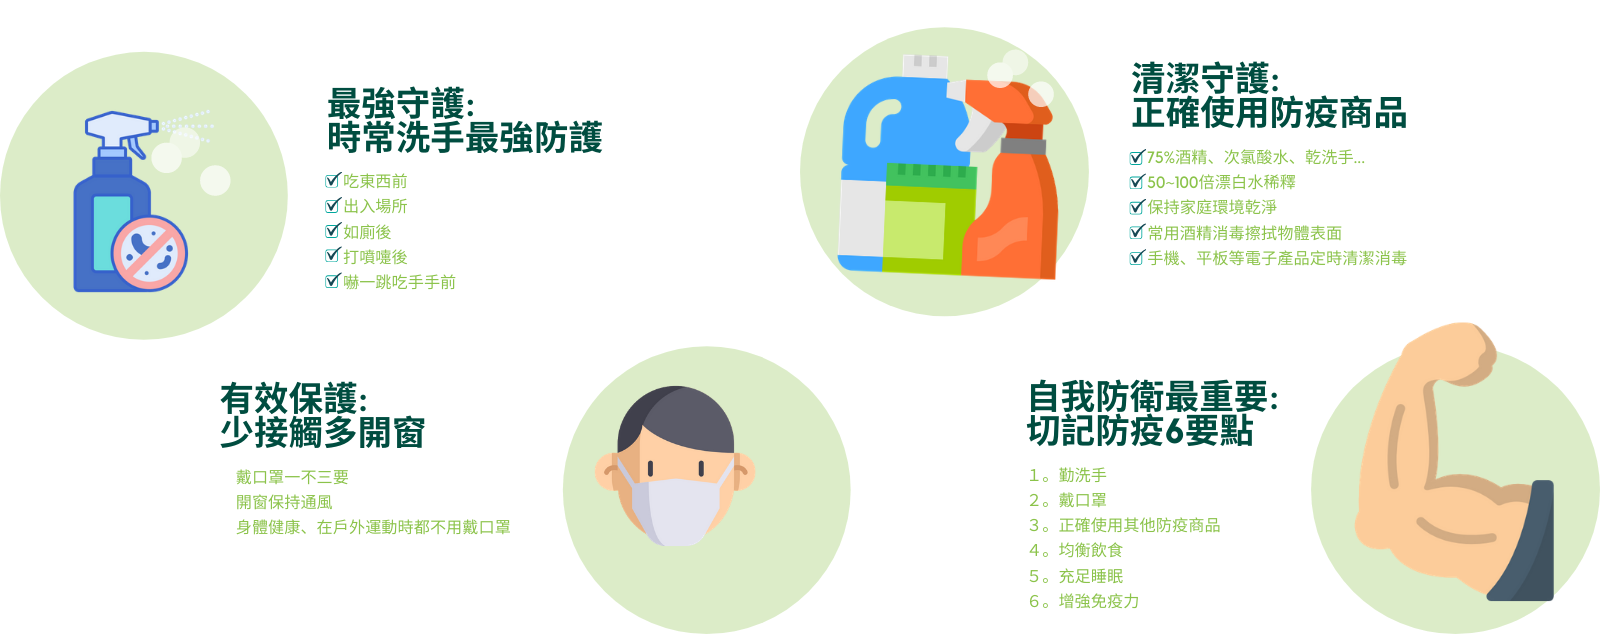 最強守護:
時常洗手最強防護
吃東西前
出入場所
如廁後
打噴嚏後
嚇一跳吃手手前
清潔守護:
正確使用防疫商品
75%酒精、次氯酸水、乾洗手...
50~100倍漂白水稀釋
保持家庭環境乾淨
常用酒精消毒擦拭物體表面
手機、平板等電子產品定時清潔消毒
有效保護:
少接觸多開窗
戴口罩一不三要
開窗保持通風
身體健康、在戶外運動時都不用戴口罩
自我防衛最重要:
切記防疫6要點
1。勤洗手
2。戴口罩
3。正確使用其他防疫商品
4。均衡飲食
5。充足睡眠
6。增強免疫力